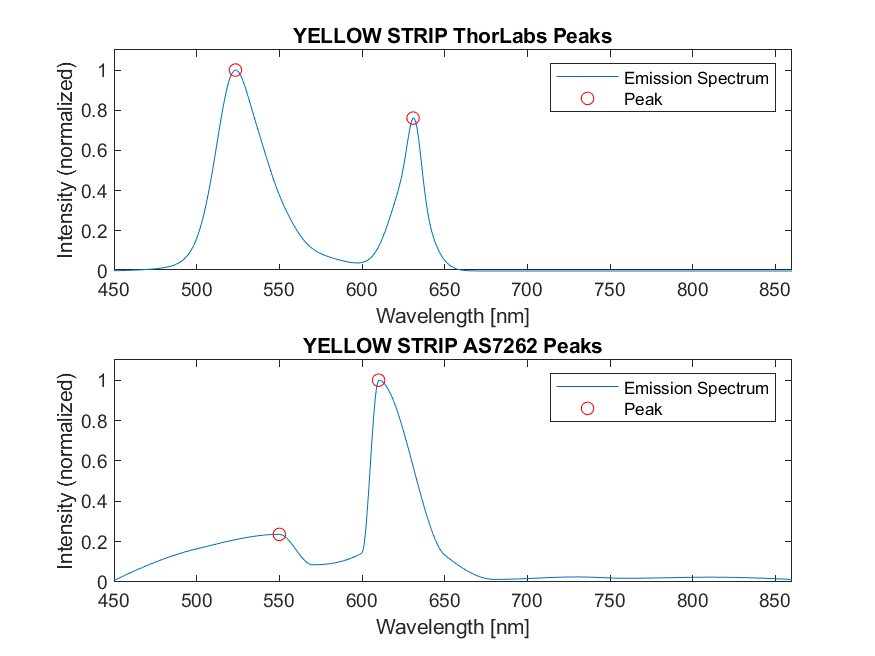 YELLOW STRIP ThorLabs Peaks
Intensity (normalized)
1
0.8
0.6
0.4
0.2
0
Emission Spectrum
Peak
450 500 550 600 650 700 750 800 850
Wavelength [nm]
YELLOW STRIP AS7262 Peaks
Intensity (normalized)
1
0.8
0.6
0.4
0.2
0
Emission Spectrum
Peak
450 500 550 600 650 700 750 800 850
Wavelength [nm]